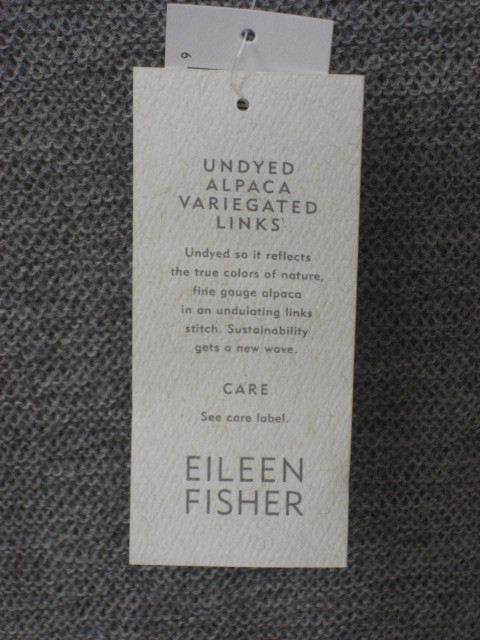 6
UNDYED
ALPACA
VARIEGATED
LINKS
Undyed so it reflects
the true colors of nature,
fine gauge alpaca
in an undulating links
stitch. Sustainability
gets a new wave.
CARE
See care label.
EILEEN
FISHER